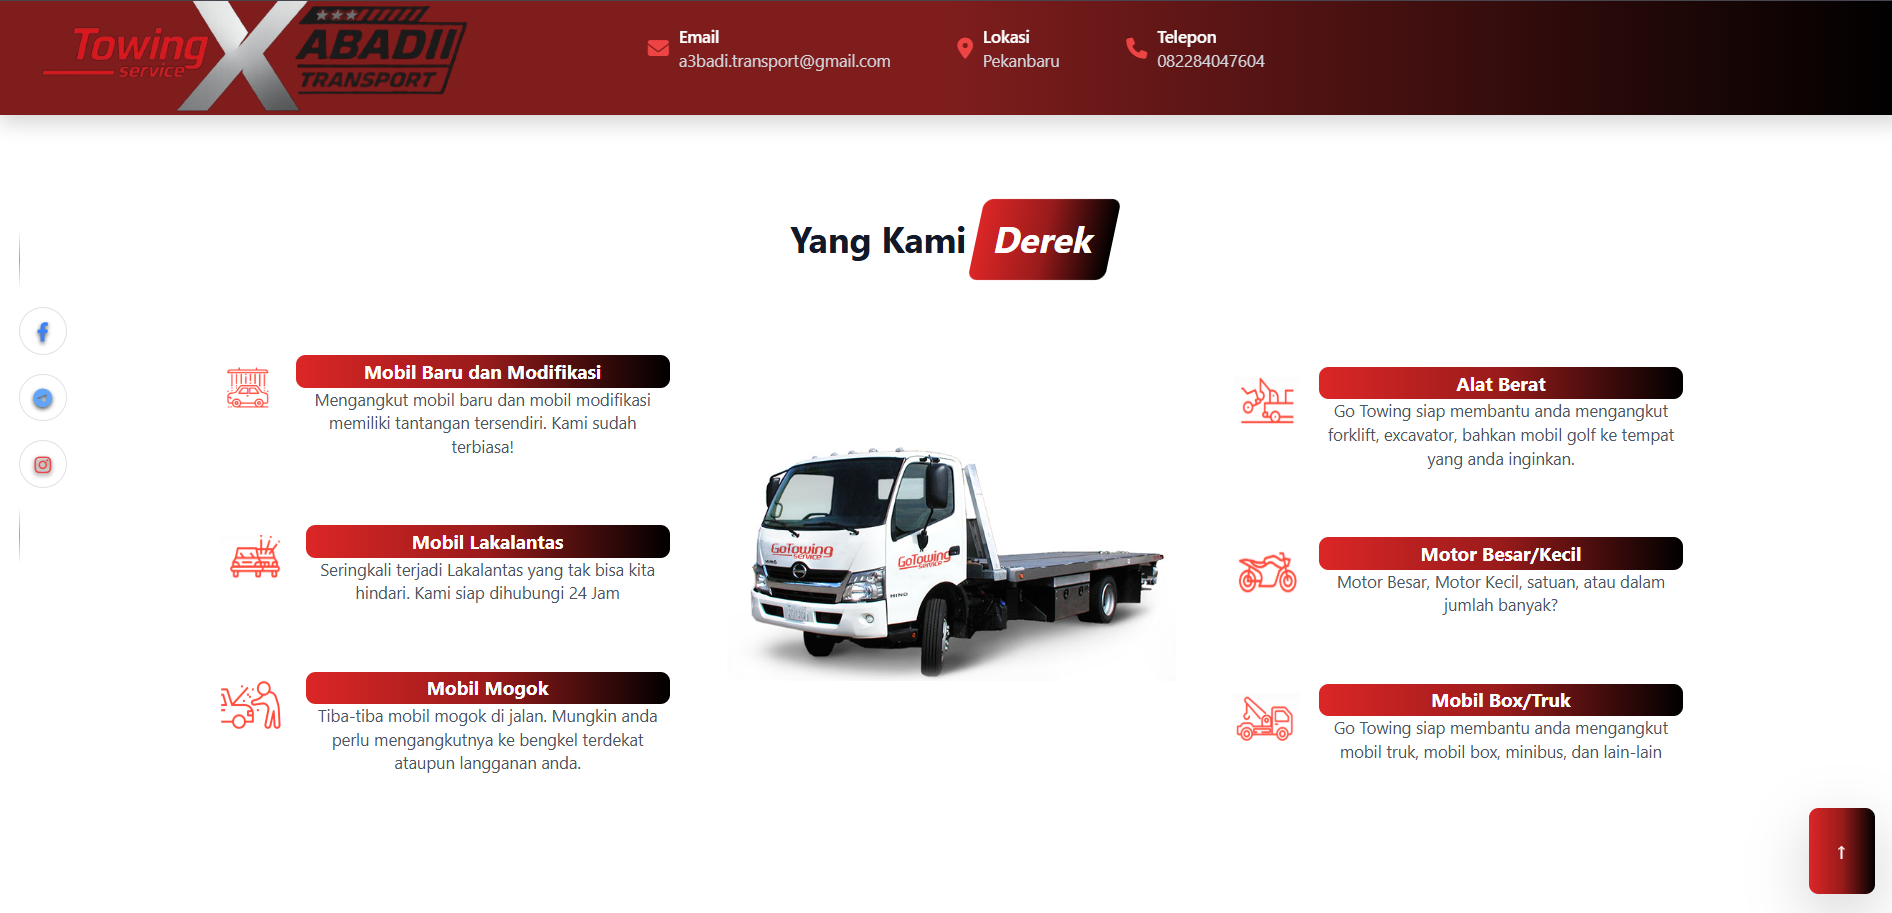 Towing
service
X
ABADII
TRANSPORT
Email
a3badi.transport@gmail.com
Lokasi
Pekanbaru
Telepon
082284047604
Yang Kami Derek
Mobil Baru dan Modifikasi
Mengangkut mobil baru dan mobil modifikasi
memiliki tantangan tersendiri. Kami sudah
terbiasa!
Mobil Lakalantas
Seringkali terjadi Lakalantas yang tak bisa kita
hindari. Kami siap dihubungi 24 Jam
Mobil Mogok
Tiba-tiba mobil mogok di jalan. Mungkin anda
perlu mengangkutnya ke bengkel terdekat
ataupun langganan anda.
GoTowing
service
GoTowing
service
HINO
Alat Berat
Go Towing siap membantu anda mengangkut
forklift, excavator, bahkan mobil golf ke tempat
yang anda inginkan.
Motor Besar/Kecil
Motor Besar, Motor Kecil, satuan, atau dalam
jumlah banyak?
Mobil Box/Truk
Go Towing siap membantu anda mengangkut
mobil truk, mobil box, minibus, dan lain-lain
↑